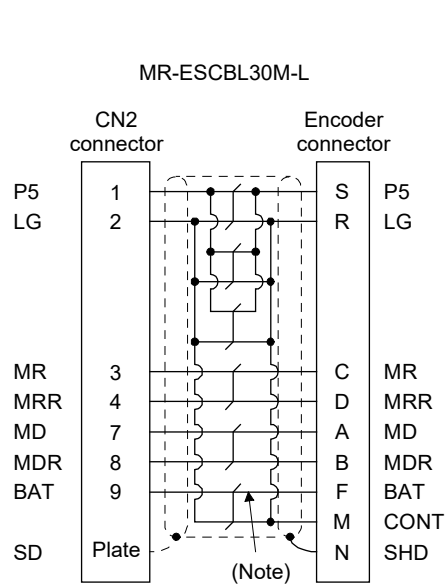 MR-ESCBL30M-L
CN2 connector
Encoder connector
P5 1 S P5
LG 2 R LG
MR 3 C MR
MRR 4 D MRR
MD 7 A MD
MDR 8 B MDR
BAT 9 F BAT
M CONT
SD Plate N SHD
(Note)